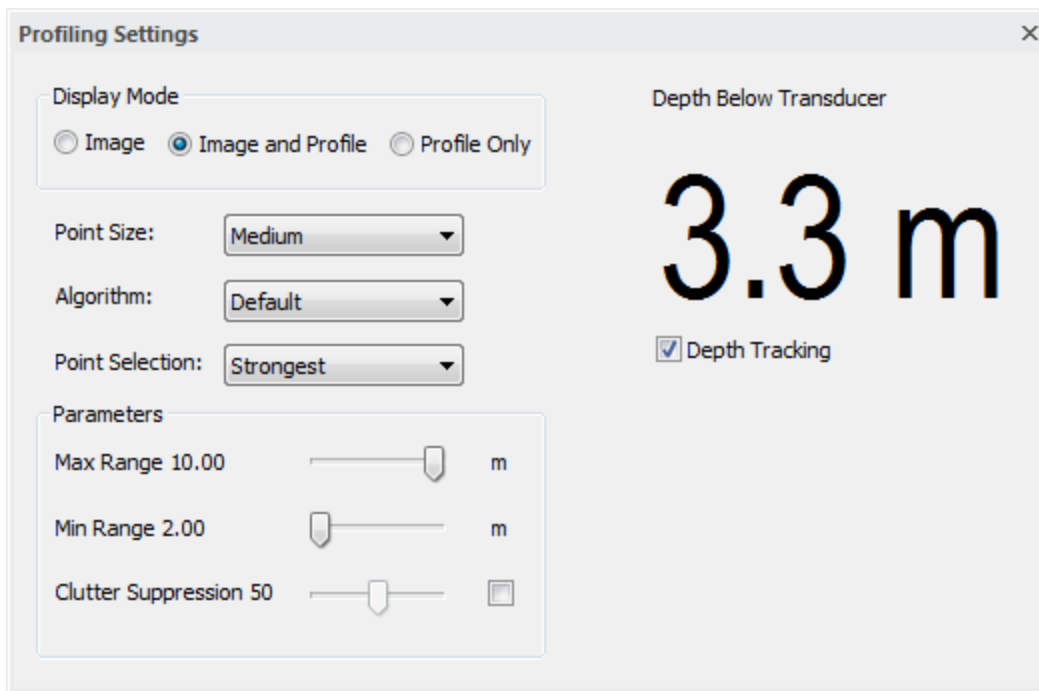 Profiling Settings
Display Mode
Image Image and Profile Profile Only
Point Size: Medium
Algorithm: Default
Point Selection: Strongest
Parameters
Max Range 10.00 m
Min Range 2.00 m
Clutter Suppression 50
Depth Below Transducer
3.3 m
Depth Tracking